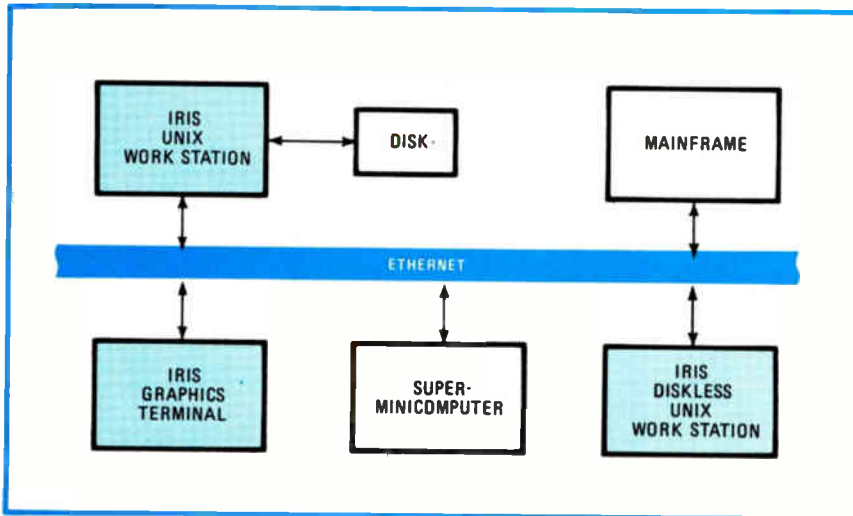 IRIS
UNIX
WORK STATION
DISK
MAINFRAME
ETHERNET
IRIS
GRAPHICS
TERMINAL
SUPER-
MINICOMPUTER
IRIS
DISKLESS
UNIX
WORK STATION